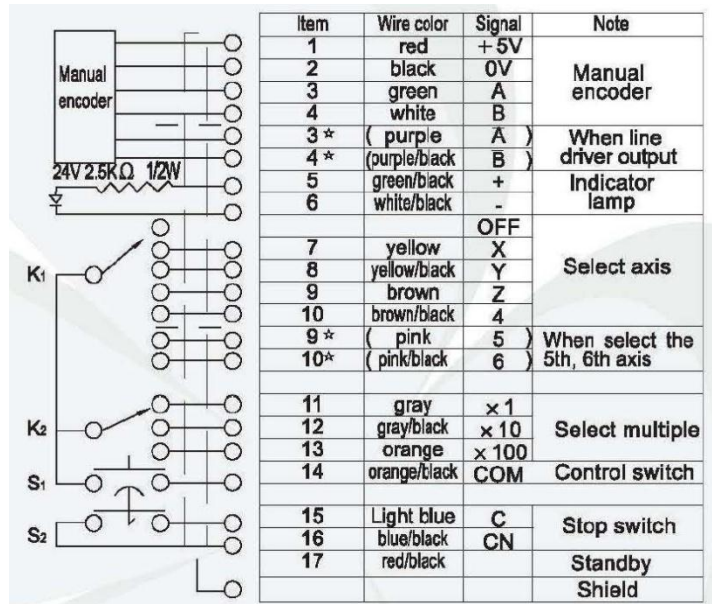 Item Wire color Signal Note
1 red +5V
2 black 0V Manual
3 green A encoder
4 white B
3☆ ( purple A̅ ) When line
4☆ (purple/black B̅ ) driver output
5 green/black + Indicator
6 white/black - lamp
OFF
7 yellow X
8 yellow/black Y Select axis
9 brown Z
10 brown/black 4
9☆ ( pink 5 ) When select the
10☆ ( pink/black 6 ) 5th, 6th axis
11 gray ×1
12 gray/black ×10 Select multiple
13 orange ×100
14 orange/black COM Control switch
15 Light blue C Stop switch
16 blue/black CN
17 red/black Standby
Shield
Manual
encoder
24V 2.5KΩ 1/2W
K1
K2
S1
S2